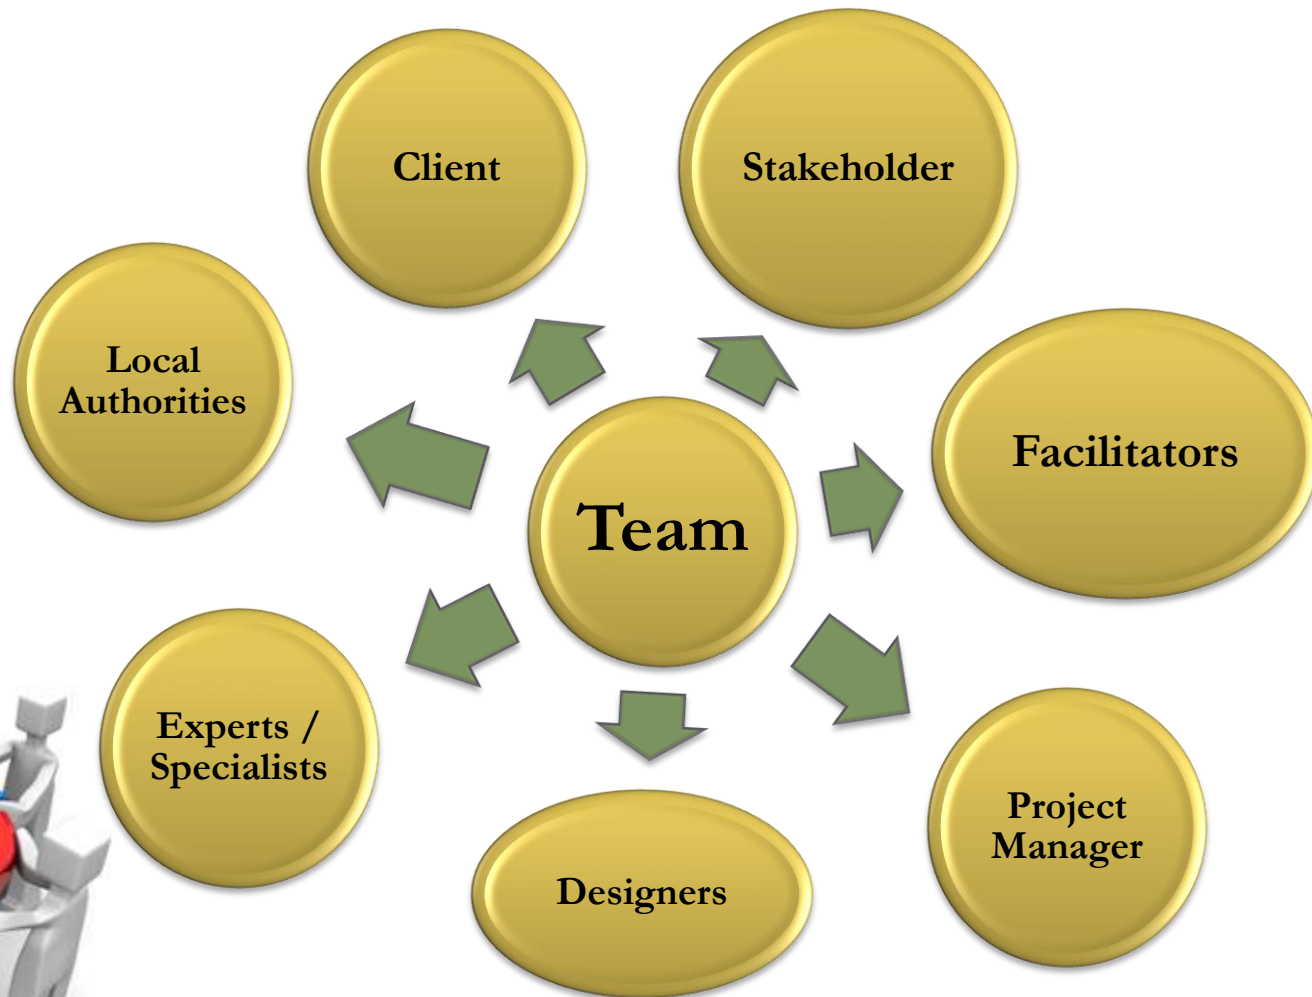 Client
Stakeholder
Local
Authorities
Facilitators
Team
Experts /
Specialists
Project
Manager
Designers